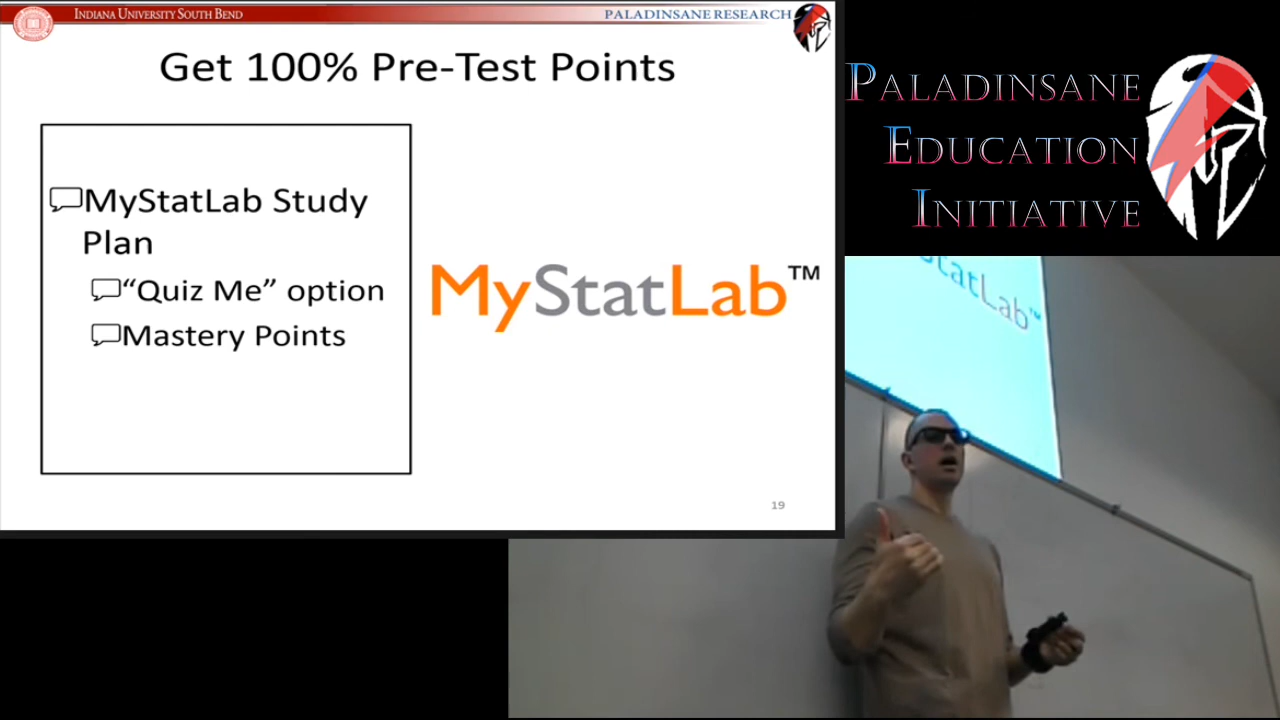 INDIANA UNIVERSITY SOUTH BEND
PALADINSANE RESEARCH
Get 100% Pre-Test Points
MyStatLab Study
Plan
“Quiz Me” option
Mastery Points
MyStatLab™
19
PALADINSANE
EDUCATION
INITIATIVE
StatLab™